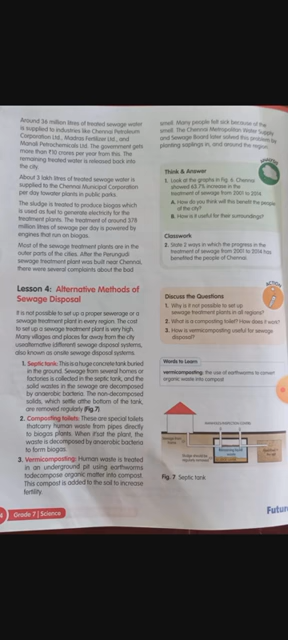 Around 36 million litres of treated sewage water
is supplied to industries like Chennai Petroleum
Corporation Ltd., Madras Fertiliser Ltd., and
Manali Petrochemicals Ltd. The government gets
more than ₹10 crores per year from this. The
remaining treated water is released back into
the city.
About 3 lakh litres of treated sewage water is
supplied to the Chennai Municipal Corporation
per day to water plants in public parks.
The sludge is treated to produce biogas which
is used as fuel to generate electricity for the
treatment plants. The treatment of around 378
million litres of sewage per day is powered by
engines that run on biogas.
Most of the sewage treatment plants are in the
outer parts of the cities. After the Perungudi
sewage treatment plant was built near Chennai,
there were several complaints about the bad
Lesson 4: Alternative Methods of
Sewage Disposal
It is not possible to set up a proper sewerage or a
sewage treatment plant in every region. The cost
to set up a sewage treatment plant is very high.
Many villages and places far away from the city
use alternative (different) sewage disposal systems,
also known as onsite sewage disposal systems.
1. Septic tank: This is a huge concrete tank buried
in the ground. Sewage from several homes or
factories is collected in the septic tank, and the
solid wastes in the sewage are decomposed
by anaerobic bacteria. The non-decomposed
solids, which settle at the bottom of the tank,
are removed regularly (Fig.7)
2. Composting toilets: These are special toilets
that carry human waste from pipes directly
to biogas plants. When it's in the plant, the
waste is decomposed by anaerobic bacteria
to form biogas.
3. Vermicomposting: Human waste is treated
in an underground pit using earthworms
to decompose organic matter into compost.
This compost is added to the soil to increase
fertility.
Grade 7 | Science
smell. Many people fell sick because of the
smell. The Chennai Metropolitan Water Supply
and Sewage Board later solved this problem by
planting saplings in, and around the region.
Think & Answer
1. Look at the graphs in Fig. 6. Chennai
showed 63.7% increase in the
treatment of sewage from 2001 to 2014
A. How do you think this will benefit the people
of the city?
B. How is it useful for their surroundings?
Classwork
2. State 2 ways in which the progress in the
treatment of sewage from 2001 to 2014 has
benefited the people of Chennai.
ACTION
Discuss the Questions
1. Why is it not possible to set up
sewage treatment plants in all regions?
2. What is a composting toilet? How does it work?
3. How is vermicomposting useful for sewage
disposal?
Words to Learn
vermicomposting: the use of earthworms to convert
organic waste into compost
Fig. 7 Septic tank
Futur